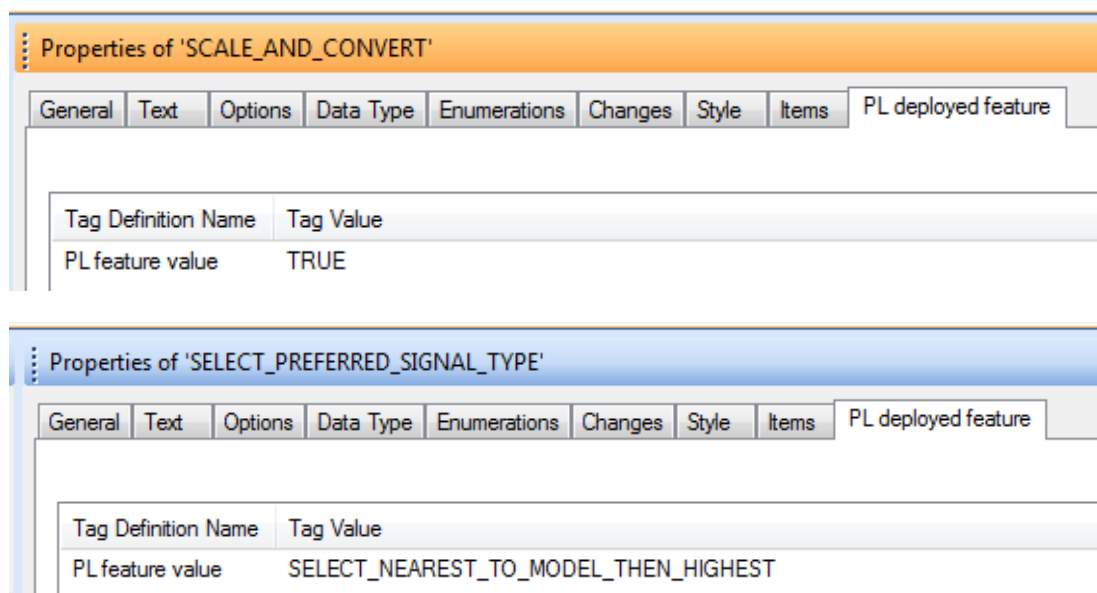 Properties of 'SCALE_AND_CONVERT'
General Text Options Data Type Enumerations Changes Style Items PL deployed feature
Tag Definition Name Tag Value
PL feature value TRUE
Properties of 'SELECT_PREFERRED_SIGNAL_TYPE'
General Text Options Data Type Enumerations Changes Style Items PL deployed feature
Tag Definition Name Tag Value
PL feature value SELECT_NEAREST_TO_MODEL_THEN_HIGHEST